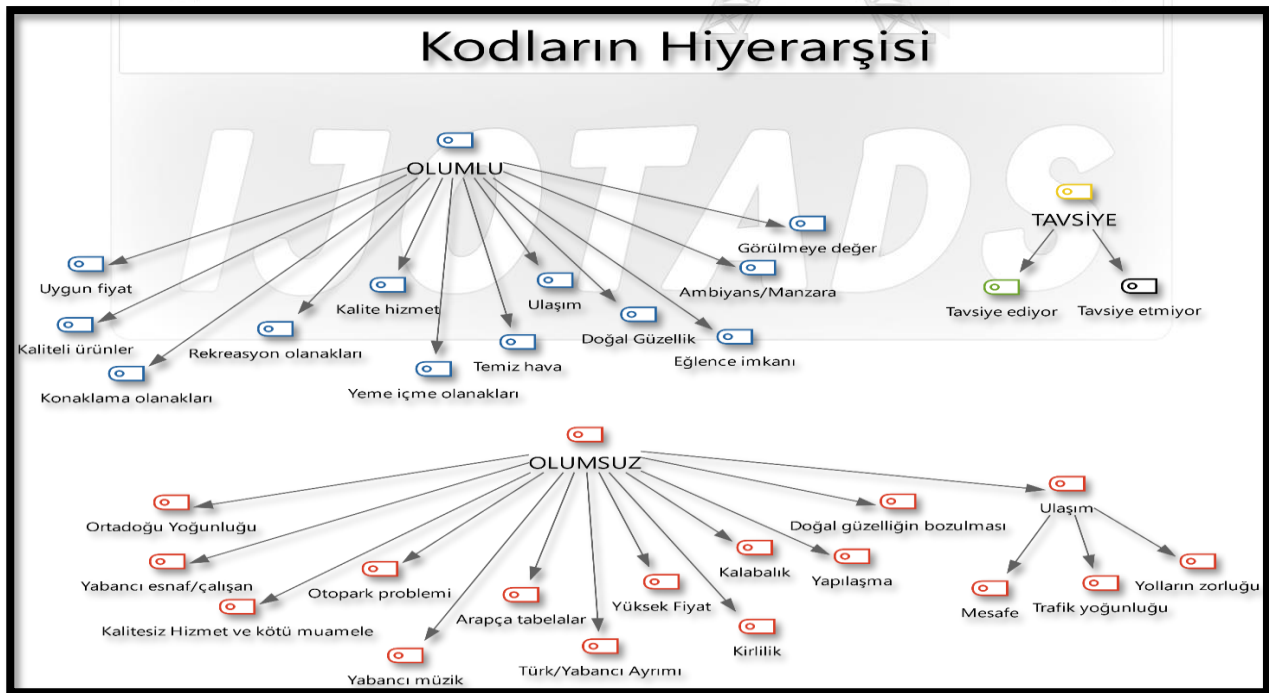 Kodların Hiyerarşisi
IJOTADS
OLUMLU
TAVSİYE
Görülmeye değer
Uygun fiyat
Ambiyans/Manzara
Kalite hizmet
Ulaşım
Tavsiye ediyor
Tavsiye etmiyor
Kaliteli ürünler
Rekreasyon olanakları
Doğal Güzellik
Temiz hava
Eğlence imkanı
Konaklama olanakları
Yeme içme olanakları
OLUMSUZ
Ortadoğu Yoğunluğu
Doğal güzelliğin bozulması
Ulaşım
Yabancı esnaf/çalışan
Otopark problemi
Kalabalık
Yapılaşma
Yolların zorluğu
Kalitesiz Hizmet ve kötü muamele
Arapça tabelalar
Yüksek Fiyat
Mesafe
Trafik yoğunluğu
Yabancı müzik
Türk/Yabancı Ayrımı
Kirlilik